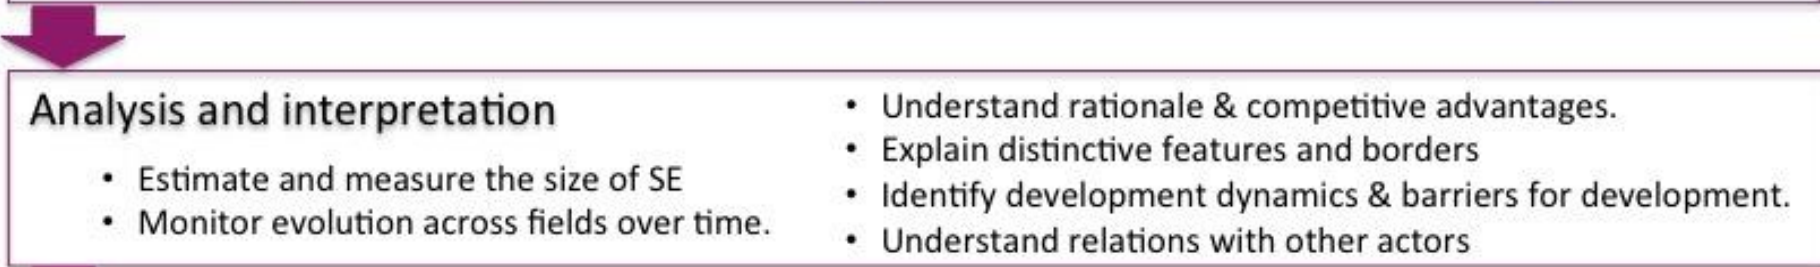 Analysis and interpretation
• Estimate and measure the size of SE
• Monitor evolution across fields over time.
• Understand rationale & competitive advantages.
• Explain distinctive features and borders
• Identify development dynamics & barriers for development.
• Understand relations with other actors